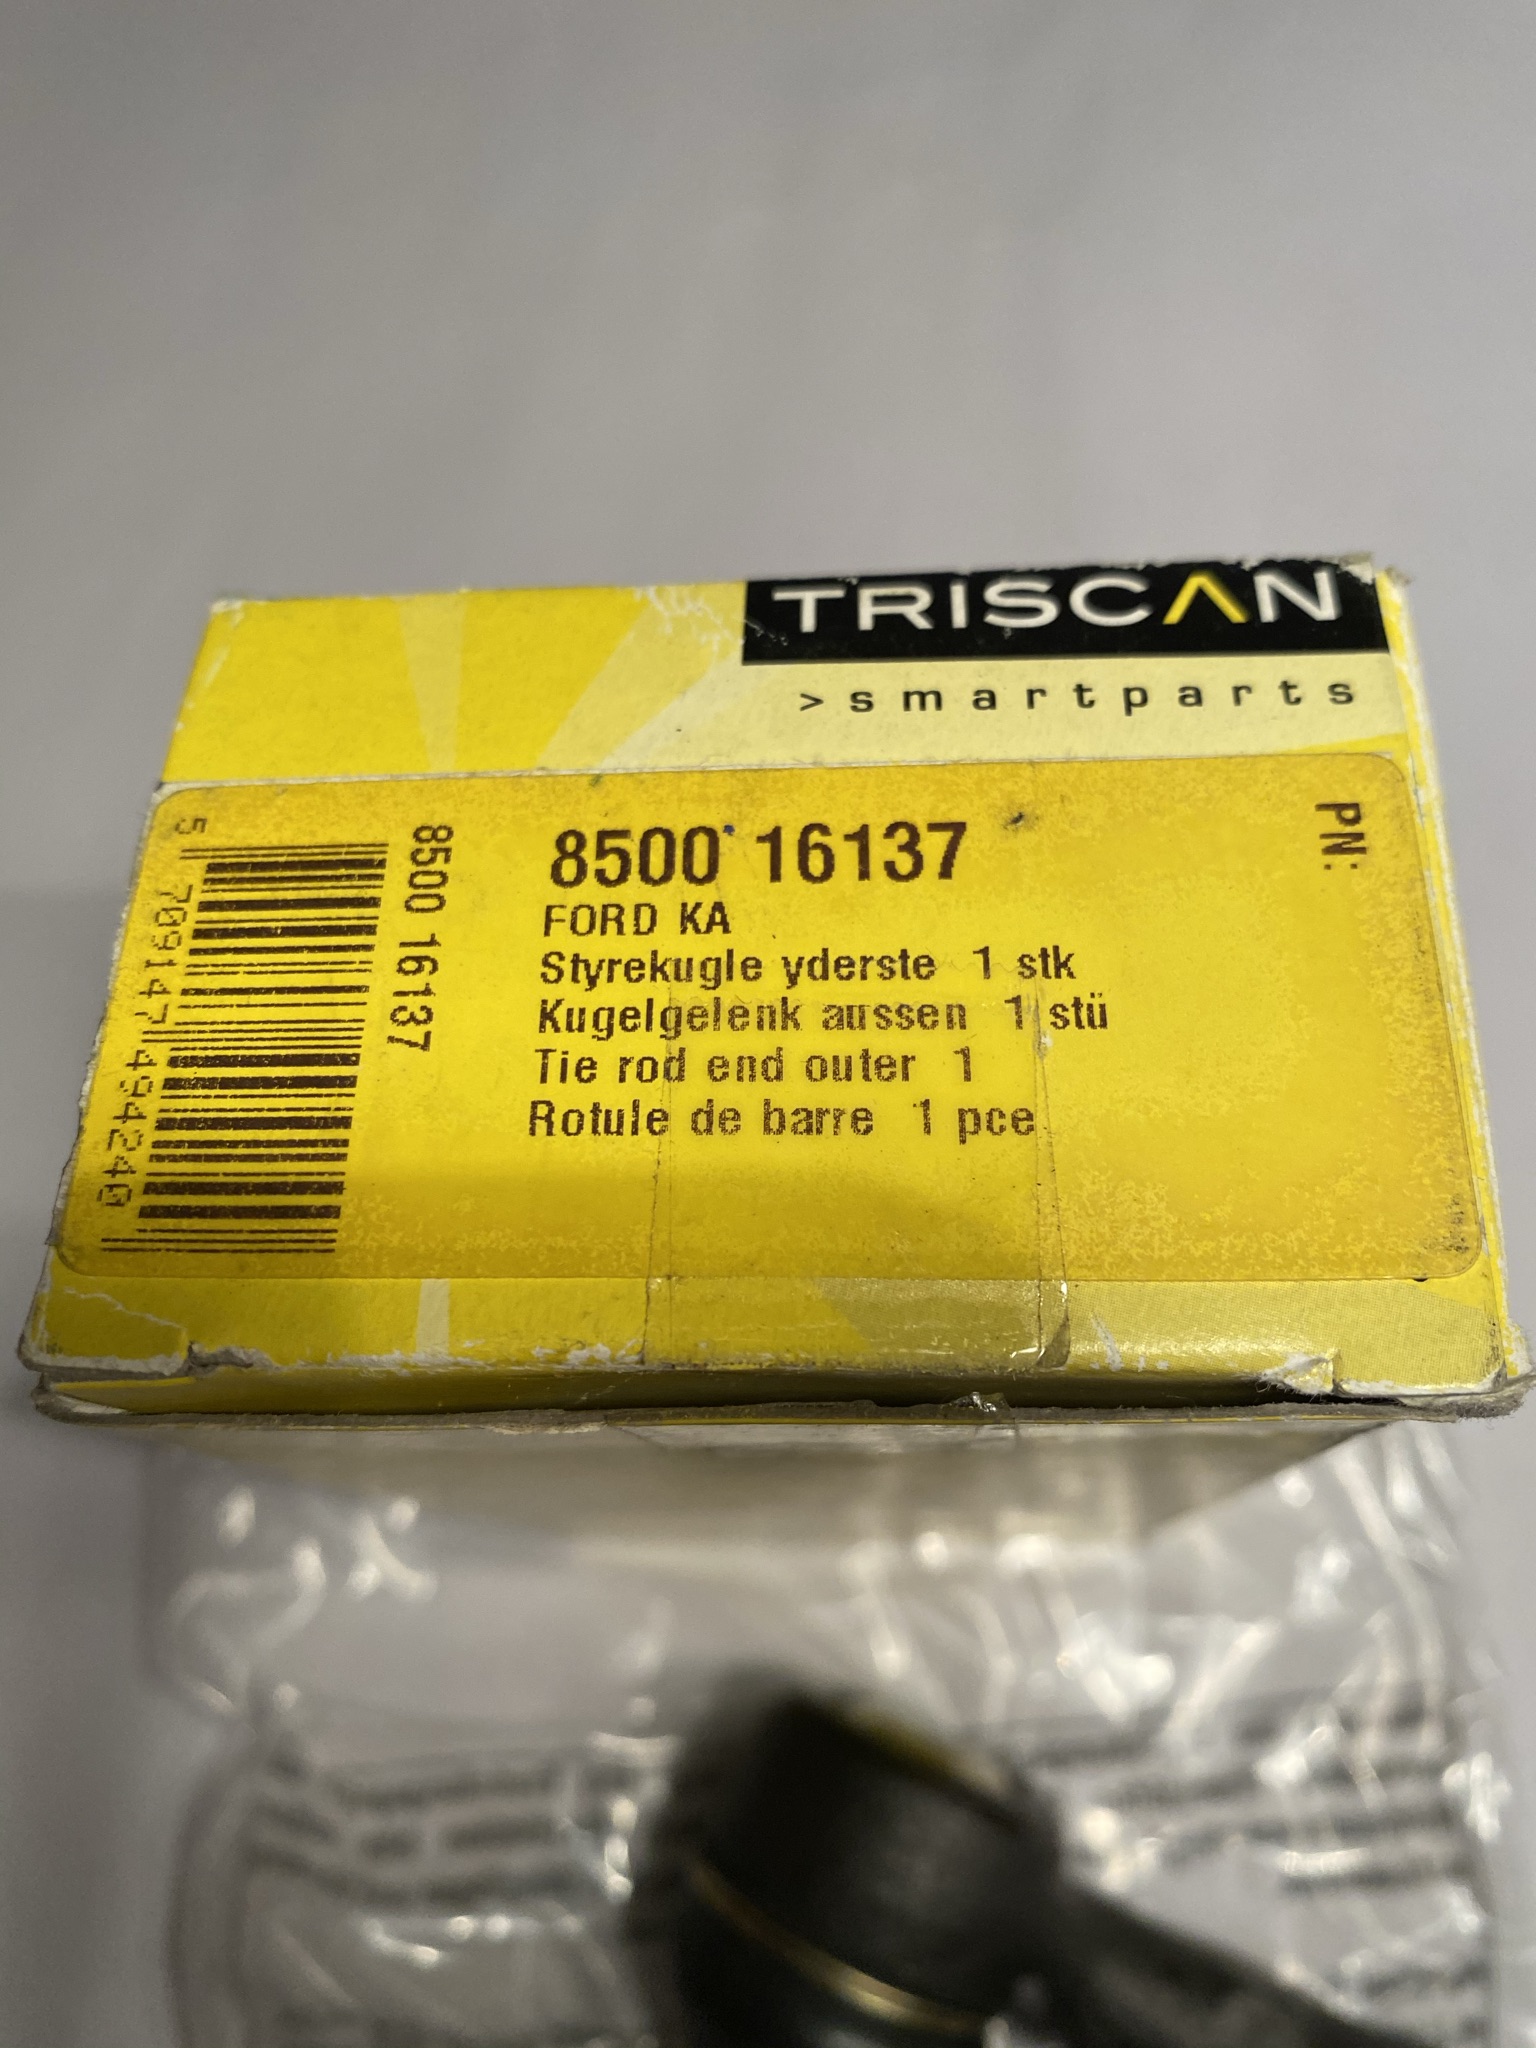 TRISCAN
>smartparts
PN:
8500 16137
FORD KA
Styrekugle yderste 1 stk
Kugelgelenk aussen 1 stü
Tie rod end outer 1
Rotule de barre 1 pce
8500 16137
5 709147 494240